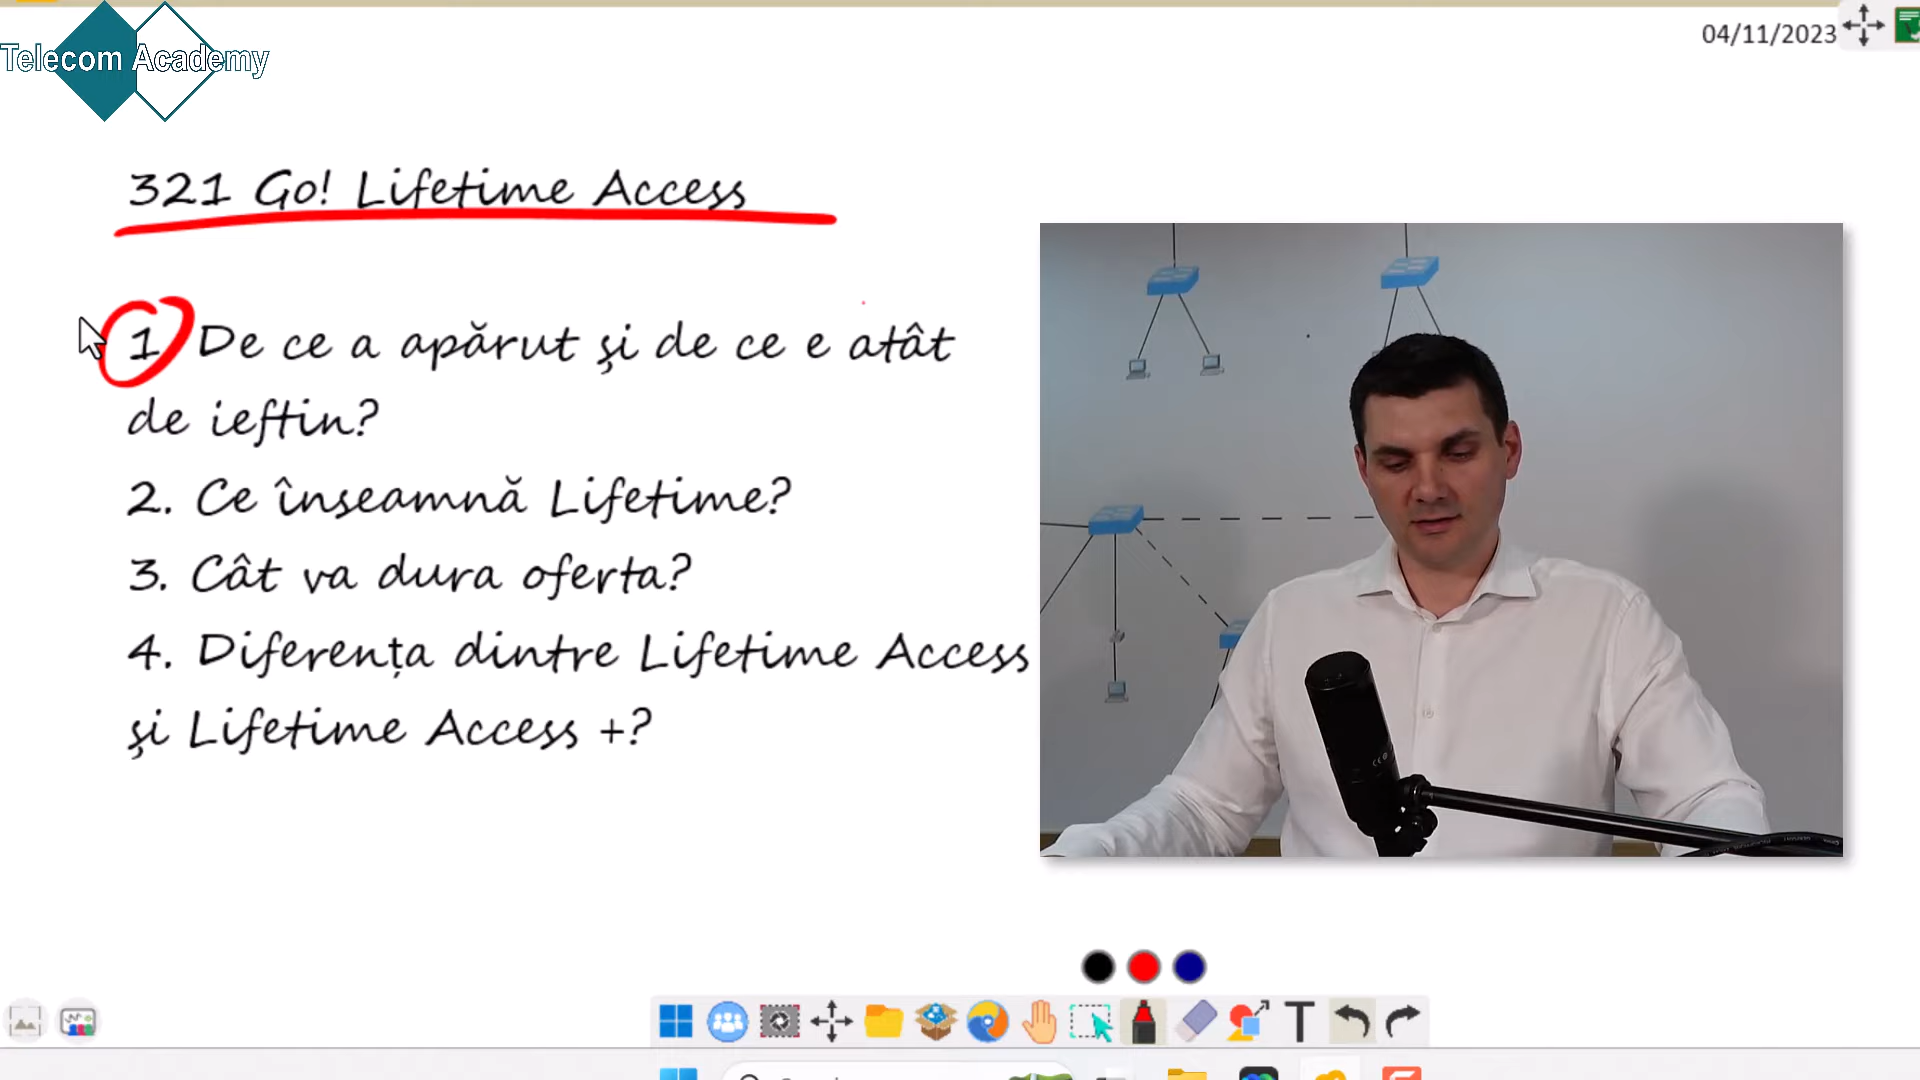 Telecom Academy
04/11/2023
321 Go! Lifetime Access
1 De ce a apărut și de ce e atât
de ieftin?
2. Ce înseamnă Lifetime?
3. Cât va dura oferta?
4. Diferența dintre Lifetime Access
și Lifetime Access +?
T